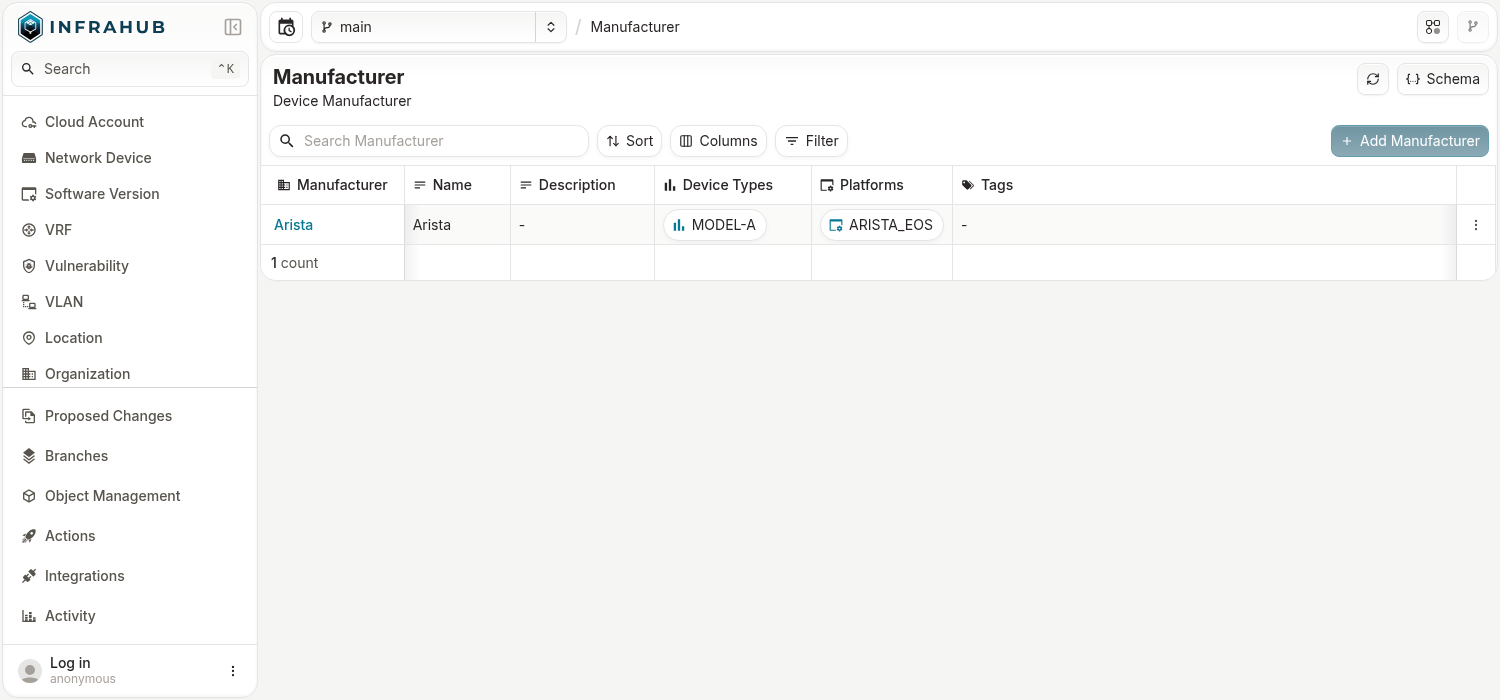 INFRAHUB
Search
⌃K
Cloud Account
Network Device
Software Version
VRF
Vulnerability
VLAN
Location
Organization
Proposed Changes
Branches
Object Management
Actions
Integrations
Activity
Log in
anonymous
main / Manufacturer
Manufacturer
Device Manufacturer
{..} Schema
Search Manufacturer
Sort
Columns
Filter
+ Add Manufacturer
Manufacturer Name Description Device Types Platforms Tags
Arista Arista - MODEL-A ARISTA_EOS -
1 count